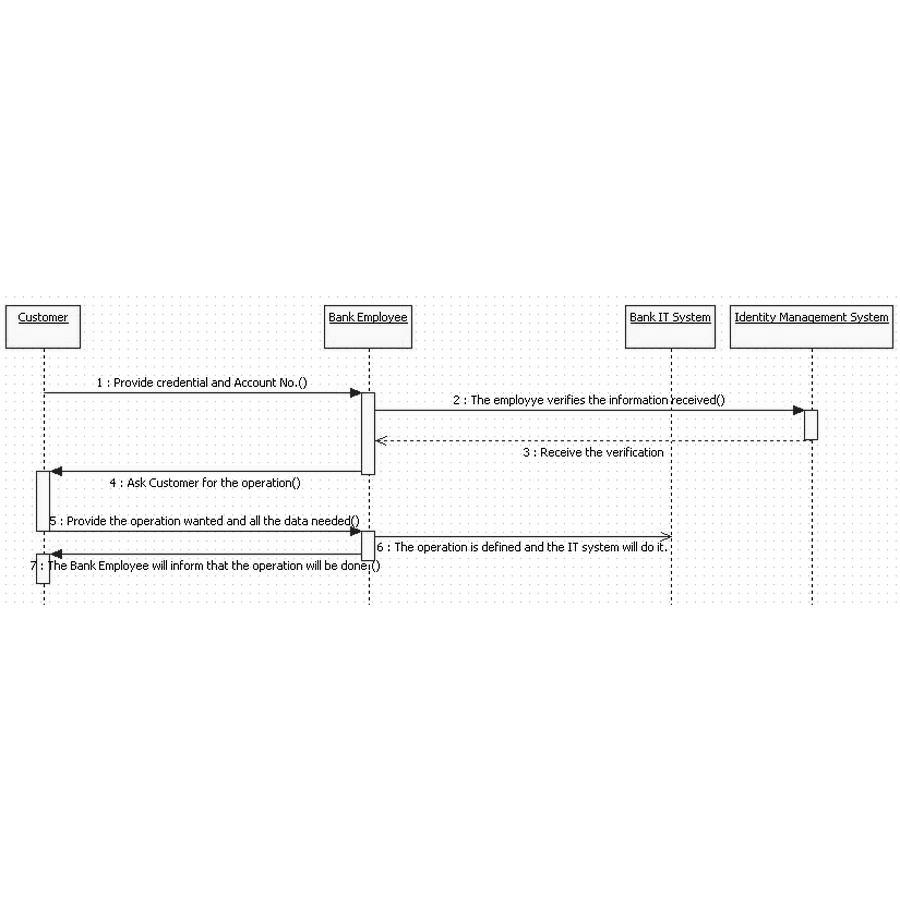 Customer
Bank Employee
Bank IT System
Identity Management System
1 : Provide credential and Account No.()
2 : The employye verifies the information received()
3 : Receive the verification
4 : Ask Customer for the operation()
5 : Provide the operation wanted and all the data needed()
6 : The operation is defined and the IT system will do it.
7 : The Bank Employee will inform that the operation will be done.()